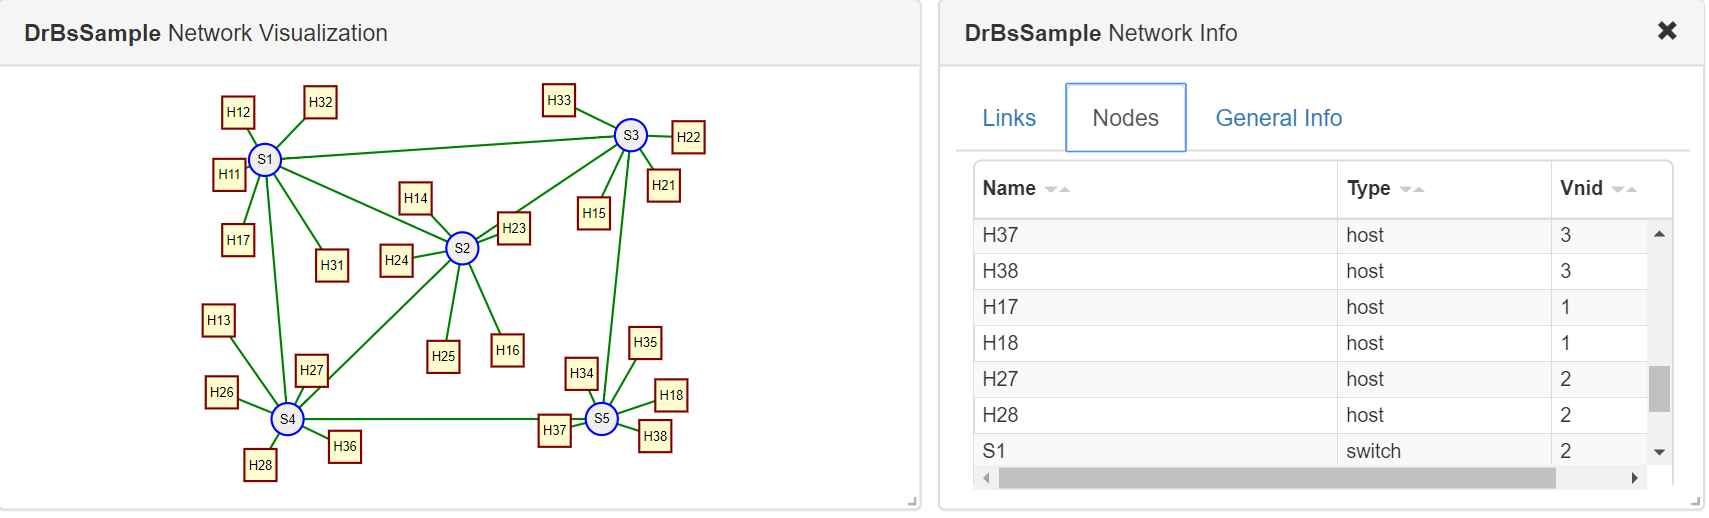 DrBsSample Network Visualization
H12
H32
S1
H11
H17
H31
H14
H24
S2
H23
H25
H16
H33
S3
H22
H21
H15
H13
H27
H26
S4
H36
H28
H35
H34
H18
S5
H37
H38
DrBsSample Network Info
Links Nodes General Info
Name Type Vnid
H37 host 3
H38 host 3
H17 host 1
H18 host 1
H27 host 2
H28 host 2
S1 switch 2